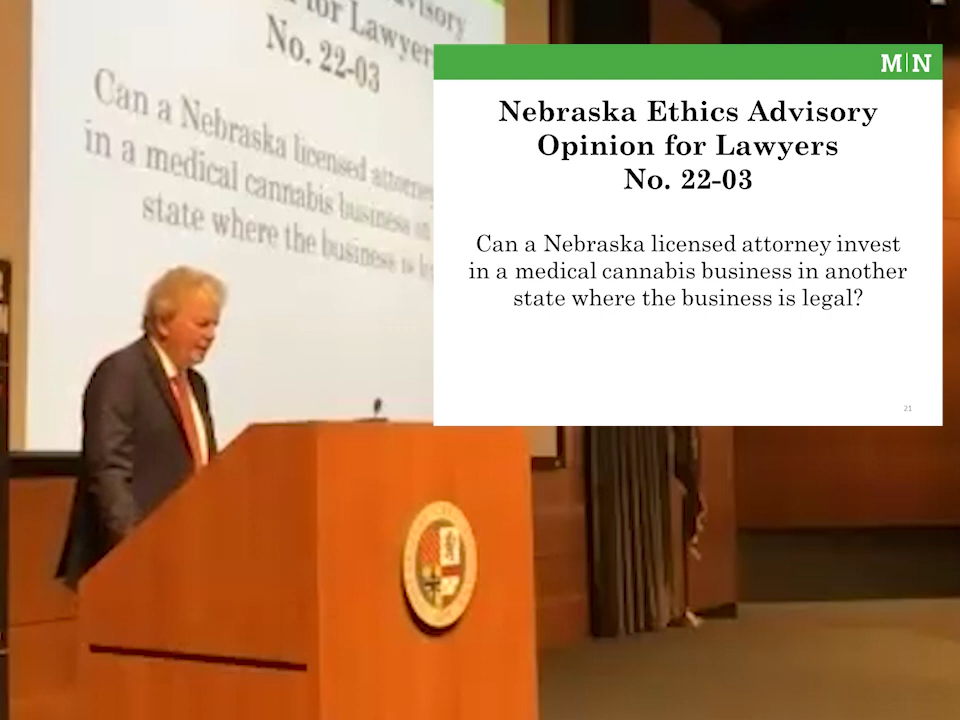 for Lawyer
No. 22-03
Can a Nebraska licensed attorney
in a medical cannabis business
state where the business is
M|N
Nebraska Ethics Advisory
Opinion for Lawyers
No. 22-03
Can a Nebraska licensed attorney invest
in a medical cannabis business in another
state where the business is legal?
21